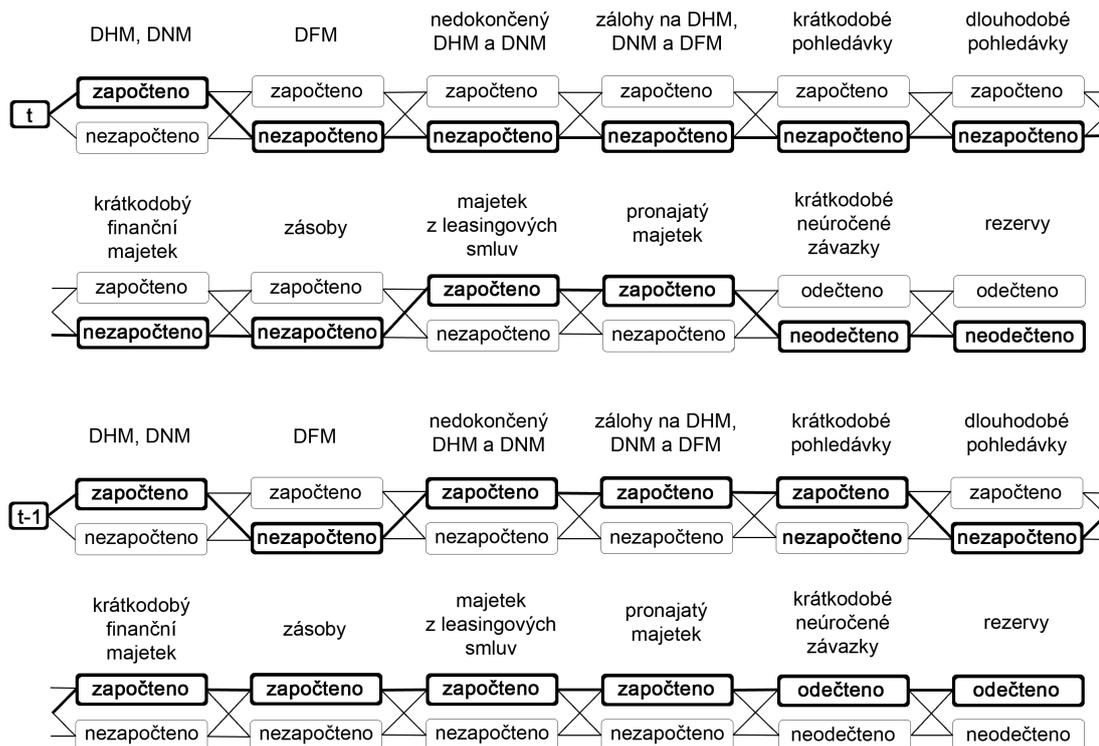 DHM, DNM
DFM
nedokončený
DHM a DNM
zálohy na DHM,
DNM a DFM
krátkodobé
pohledávky
dlouhodobé
pohledávky
započteno
započteno
započteno
započteno
započteno
započteno
t
nezapočteno
nezapočteno
nezapočteno
nezapočteno
nezapočteno
nezapočteno
krátkodobý
finanční
majetek
zásoby
majetek
z leasingových
smluv
pronajatý
majetek
krátkodobé
neúročené
závazky
rezervy
započteno
započteno
započteno
započteno
odečteno
odečteno
nezapočteno
nezapočteno
nezapočteno
nezapočteno
neodečteno
neodečteno
DHM, DNM
DFM
nedokončený
DHM a DNM
zálohy na DHM,
DNM a DFM
krátkodobé
pohledávky
dlouhodobé
pohledávky
započteno
započteno
započteno
započteno
započteno
započteno
t-1
nezapočteno
nezapočteno
nezapočteno
nezapočteno
nezapočteno
nezapočteno
krátkodobý
finanční
majetek
zásoby
majetek
z leasingových
smluv
pronajatý
majetek
krátkodobé
neúročené
závazky
rezervy
započteno
započteno
započteno
započteno
odečteno
odečteno
nezapočteno
nezapočteno
nezapočteno
nezapočteno
neodečteno
neodečteno